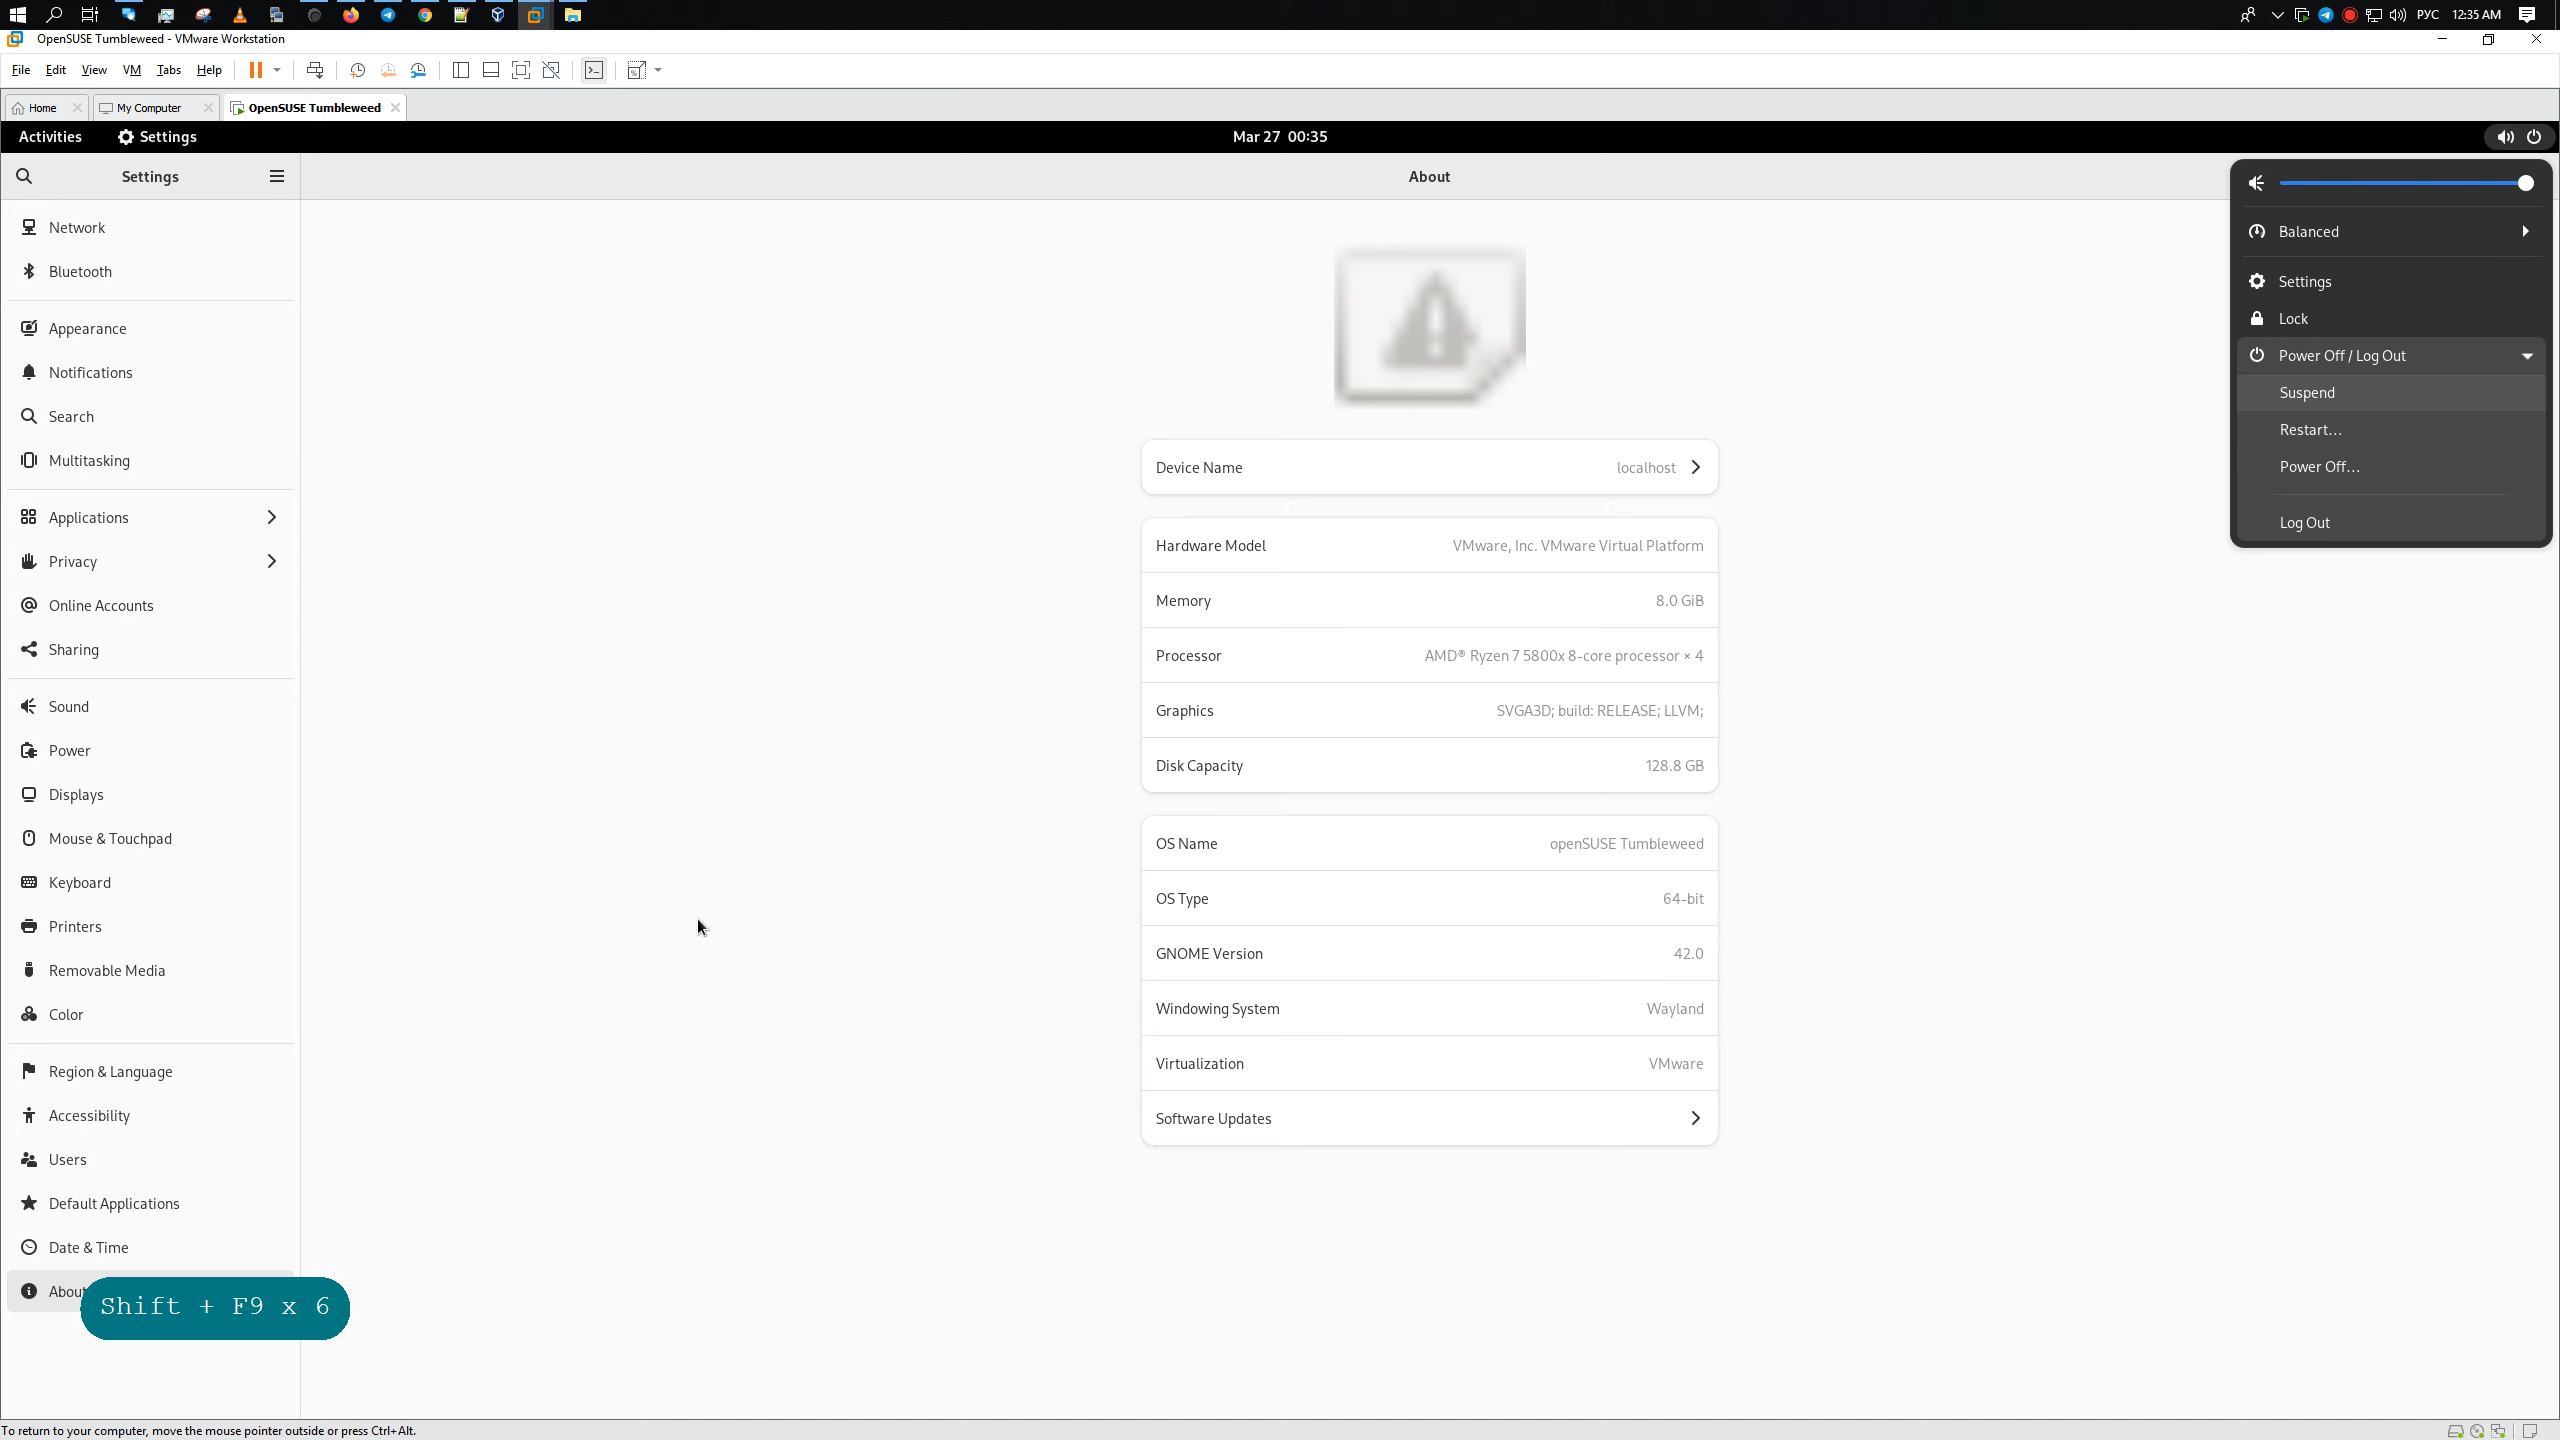 РУС 12:35 AM
OpenSUSE Tumbleweed - VMware Workstation
File Edit View VM Tabs Help
Home My Computer OpenSUSE Tumbleweed
Activities Settings Mar 27 00:35
Settings About
Network
Bluetooth
Appearance
Notifications
Search
Multitasking
Applications
Privacy
Online Accounts
Sharing
Sound
Power
Displays
Mouse & Touchpad
Keyboard
Printers
Removable Media
Color
Region & Language
Accessibility
Users
Default Applications
Date & Time
About
Shift + F9 x 6
Device Name localhost
Hardware Model VMware, Inc. VMware Virtual Platform
Memory 8.0 GiB
Processor AMD® Ryzen 7 5800x 8-core processor × 4
Graphics SVGA3D; build: RELEASE; LLVM;
Disk Capacity 128.8 GB
OS Name openSUSE Tumbleweed
OS Type 64-bit
GNOME Version 42.0
Windowing System Wayland
Virtualization VMware
Software Updates
Balanced
Settings
Lock
Power Off / Log Out
Suspend
Restart…
Power Off…
Log Out
To return to your computer, move the mouse pointer outside or press Ctrl+Alt.